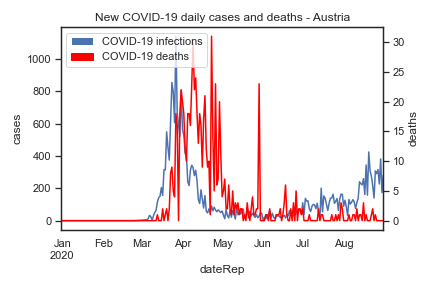 New COVID-19 daily cases and deaths - Austria
COVID-19 infections
COVID-19 deaths
1000
800
600
400
200
0
cases
30
25
20
15
10
5
0
deaths
Jan Feb Mar Apr May Jun Jul Aug
2020
dateRep